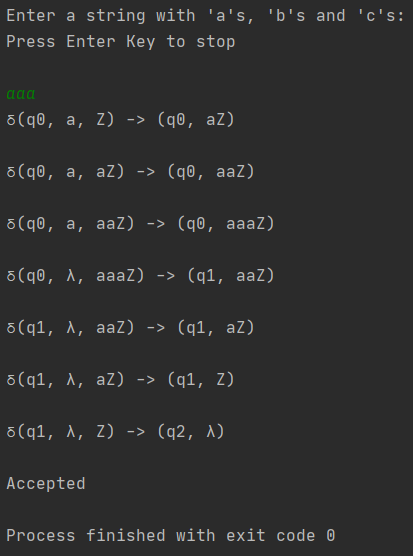 Enter a string with 'a's, 'b's and 'c's:
Press Enter Key to stop
aaa
δ(q0, a, Z) -> (q0, aZ)
δ(q0, a, aZ) -> (q0, aaZ)
δ(q0, a, aaZ) -> (q0, aaaZ)
δ(q0, λ, aaaZ) -> (q1, aaZ)
δ(q1, λ, aaZ) -> (q1, aZ)
δ(q1, λ, aZ) -> (q1, Z)
δ(q1, λ, Z) -> (q2, λ)
Accepted
Process finished with exit code 0